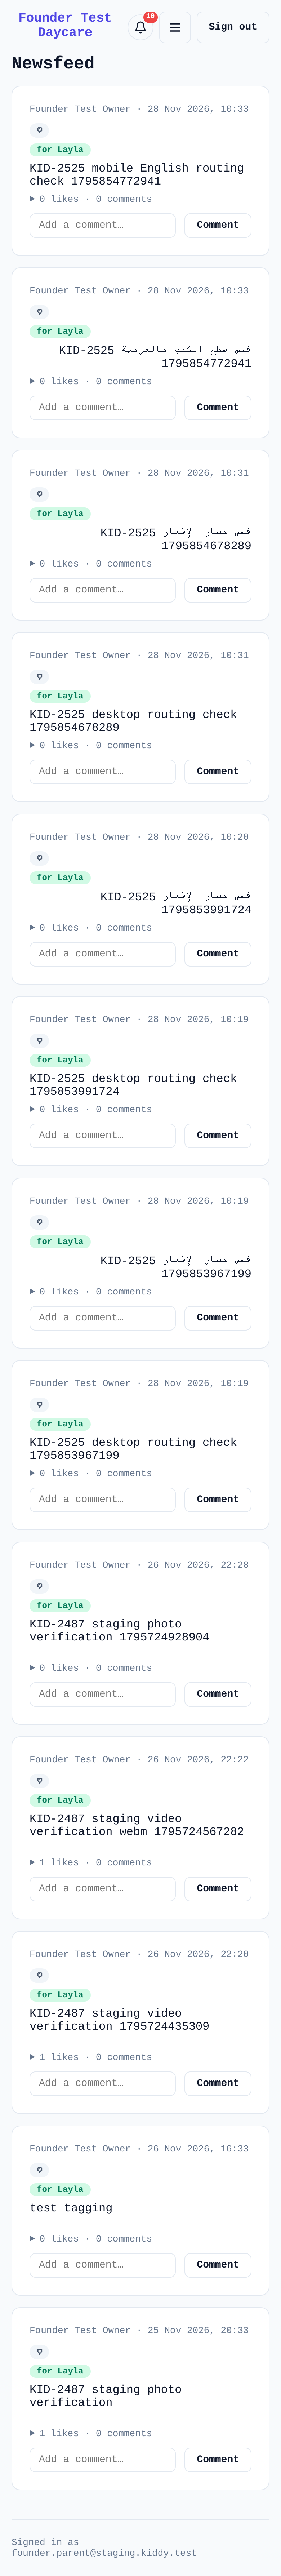 Founder Test
Daycare
10
Sign out
Newsfeed
Founder Test Owner · 28 Nov 2026, 10:33
for Layla
KID-2525 mobile English routing
check 1795854772941
▶ 0 likes · 0 comments
Add a comment…
Comment
Founder Test Owner · 28 Nov 2026, 10:33
for Layla
فحص سطح المكتب بالعربية KID-2525
1795854772941
▶ 0 likes · 0 comments
Add a comment…
Comment
Founder Test Owner · 28 Nov 2026, 10:31
for Layla
فحص مسار الإشعار KID-2525
1795854678289
▶ 0 likes · 0 comments
Add a comment…
Comment
Founder Test Owner · 28 Nov 2026, 10:31
for Layla
KID-2525 desktop routing check
1795854678289
▶ 0 likes · 0 comments
Add a comment…
Comment
Founder Test Owner · 28 Nov 2026, 10:20
for Layla
فحص مسار الإشعار KID-2525
1795853991724
▶ 0 likes · 0 comments
Add a comment…
Comment
Founder Test Owner · 28 Nov 2026, 10:19
for Layla
KID-2525 desktop routing check
1795853991724
▶ 0 likes · 0 comments
Add a comment…
Comment
Founder Test Owner · 28 Nov 2026, 10:19
for Layla
فحص مسار الإشعار KID-2525
1795853967199
▶ 0 likes · 0 comments
Add a comment…
Comment
Founder Test Owner · 28 Nov 2026, 10:19
for Layla
KID-2525 desktop routing check
1795853967199
▶ 0 likes · 0 comments
Add a comment…
Comment
Founder Test Owner · 26 Nov 2026, 22:28
for Layla
KID-2487 staging photo
verification 1795724928904
▶ 0 likes · 0 comments
Add a comment…
Comment
Founder Test Owner · 26 Nov 2026, 22:22
for Layla
KID-2487 staging video
verification webm 1795724567282
▶ 1 likes · 0 comments
Add a comment…
Comment
Founder Test Owner · 26 Nov 2026, 22:20
for Layla
KID-2487 staging video
verification 1795724435309
▶ 1 likes · 0 comments
Add a comment…
Comment
Founder Test Owner · 26 Nov 2026, 16:33
for Layla
test tagging
▶ 0 likes · 0 comments
Add a comment…
Comment
Founder Test Owner · 25 Nov 2026, 20:33
for Layla
KID-2487 staging photo
verification
▶ 1 likes · 0 comments
Add a comment…
Comment
Signed in as
founder.parent@staging.kiddy.test